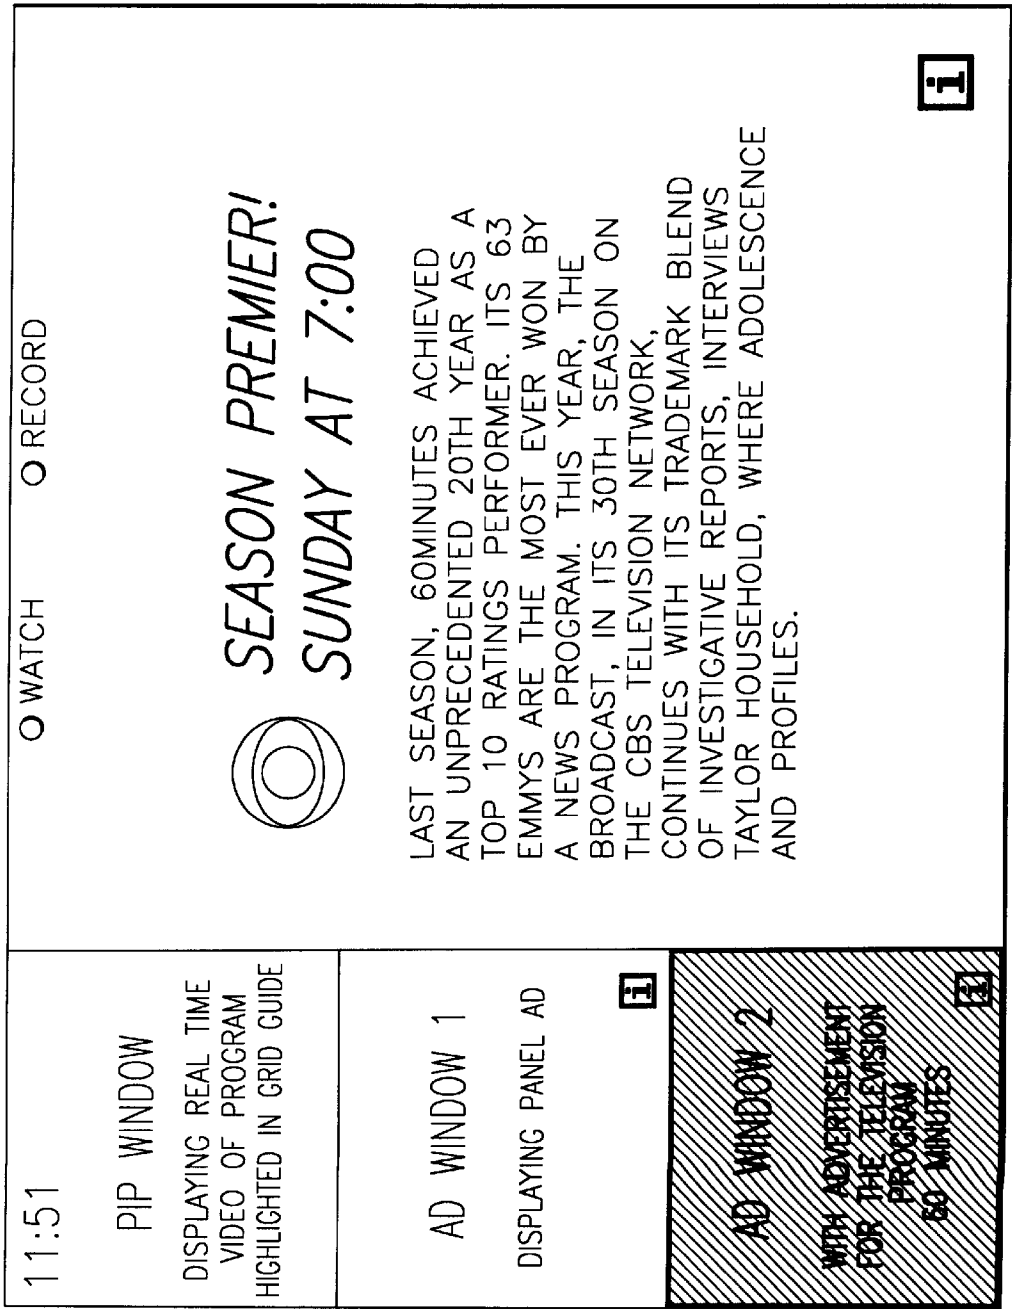 11:51
PIP WINDOW
DISPLAYING REAL TIME
VIDEO OF PROGRAM
HIGHLIGHTED IN GRID GUIDE
AD WINDOW 1
DISPLAYING PANEL AD
i
AD WINDOW 2
WITH ADVERTISEMENT
FOR THE TELEVISION
PROGRAM
60 MINUTES
i
WATCH RECORD
SEASON PREMIER!
SUNDAY AT 7:00
LAST SEASON, 60MINUTES ACHIEVED
AN UNPRECEDENTED 20TH YEAR AS A
TOP 10 RATINGS PERFORMER. ITS 63
EMMYS ARE THE MOST EVER WON BY
A NEWS PROGRAM. THIS YEAR, THE
BROADCAST, IN ITS 30TH SEASON ON
THE CBS TELEVISION NETWORK,
CONTINUES WITH ITS TRADEMARK BLEND
OF INVESTIGATIVE REPORTS, INTERVIEWS
TAYLOR HOUSEHOLD, WHERE ADOLESCENCE
AND PROFILES.
i